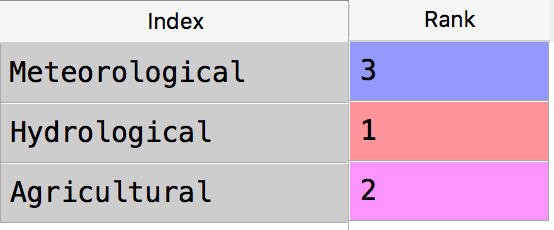 Index Rank
Meteorological 3
Hydrological 1
Agricultural 2